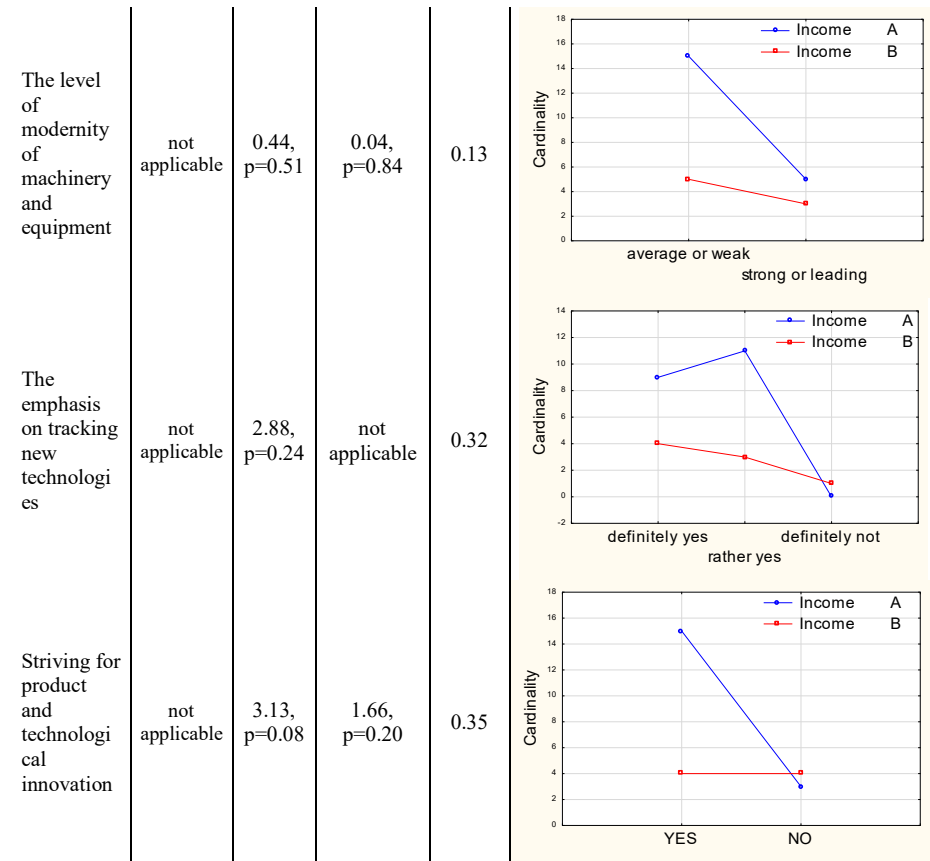 The level
of
modernity
of
machinery
and
equipment
not
applicable
0.44,
p=0.51
0.04,
p=0.84
0.13
18
16
14
12
10
8
6
4
2
0
Cardinality
Income A
Income B
average or weak
strong or leading
The
emphasis
on tracking
new
technologi
es
not
applicable
2.88,
p=0.24
not
applicable
0.32
14
12
10
8
6
4
2
0
-2
Cardinality
Income A
Income B
definitely yes
rather yes
definitely not
Striving for
product
and
technologi
cal
innovation
not
applicable
3.13,
p=0.08
1.66,
p=0.20
0.35
18
16
14
12
10
8
6
4
2
0
Cardinality
Income A
Income B
YES
NO